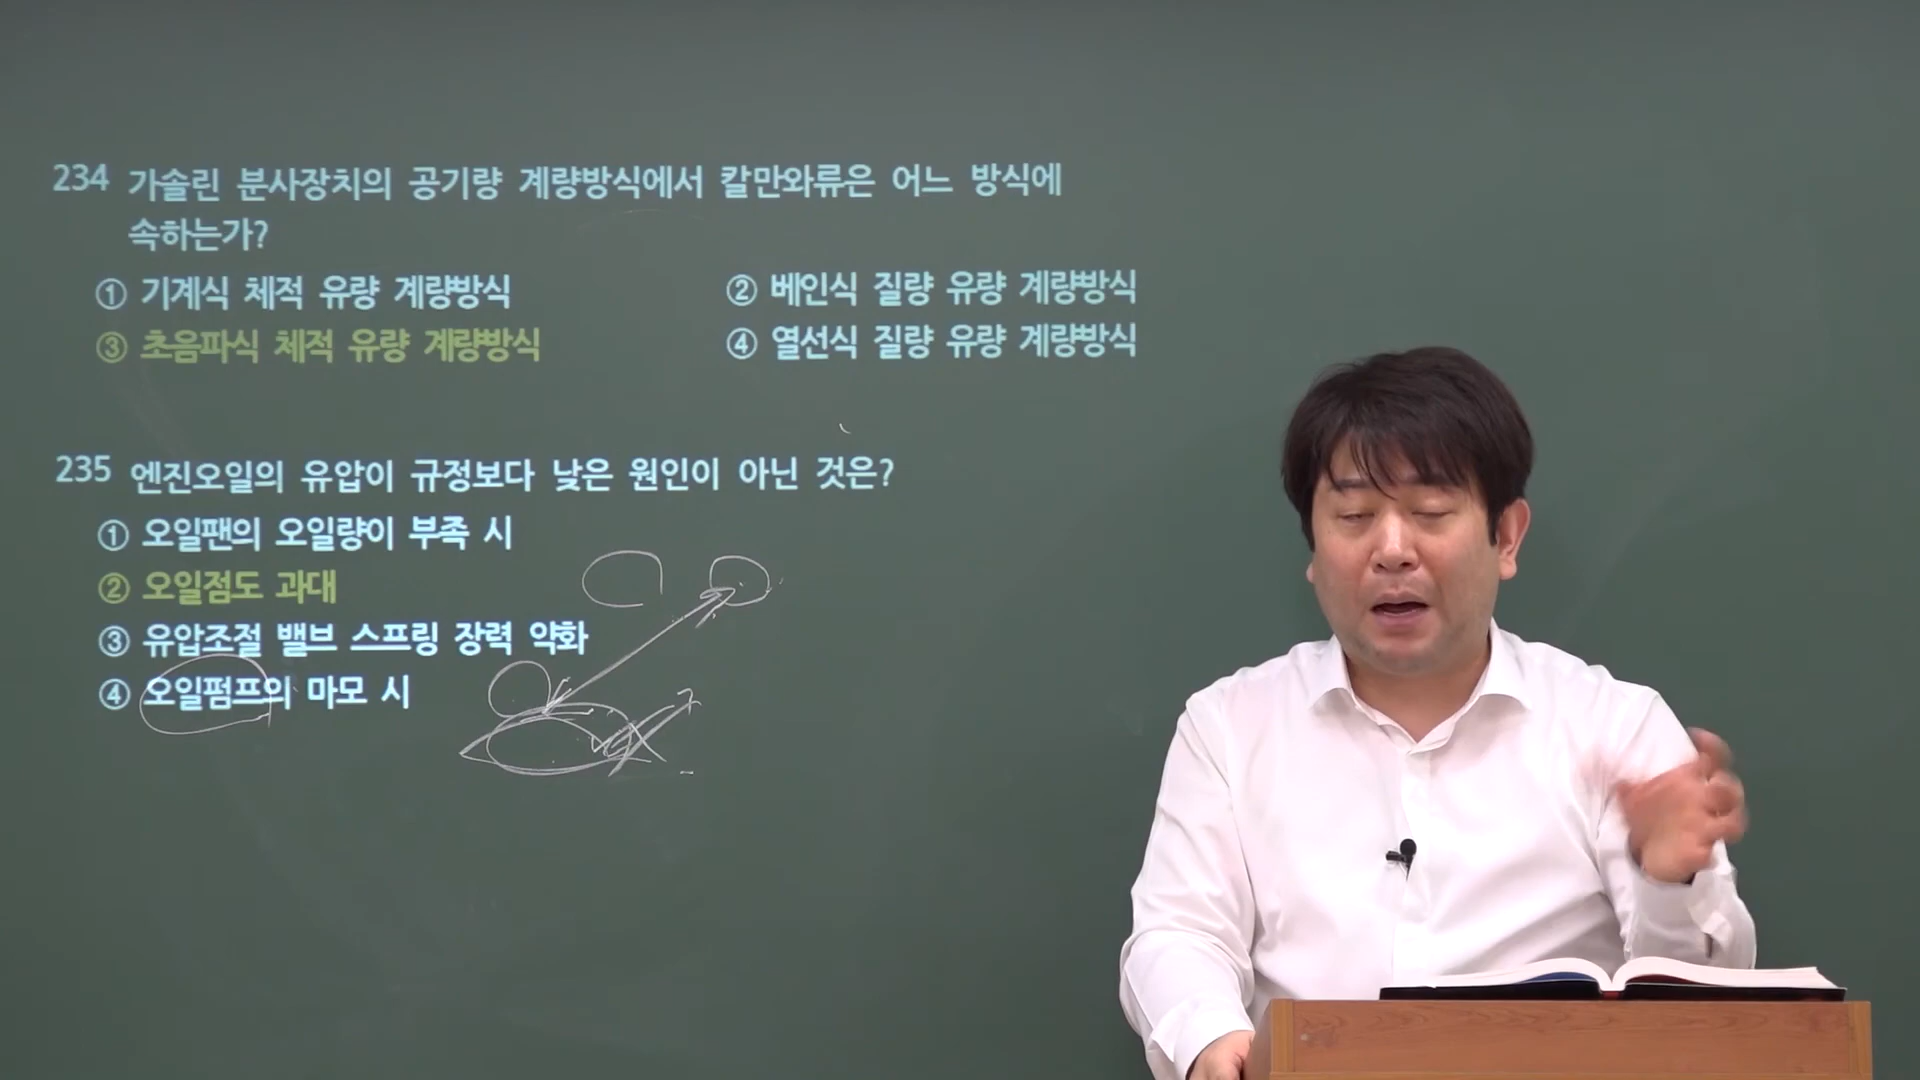 234 가솔린 분사장치의 공기량 계량방식에서 칼만와류은 어느 방식에
속하는가?
① 기계식 체적 유량 계량방식
② 베인식 질량 유량 계량방식
③ 초음파식 체적 유량 계량방식
④ 열선식 질량 유량 계량방식
235 엔진오일의 유압이 규정보다 낮은 원인이 아닌 것은?
① 오일팬의 오일량이 부족 시
② 오일점도 과대
③ 유압조절 밸브 스프링 장력 약화
④ 오일펌프의 마모 시